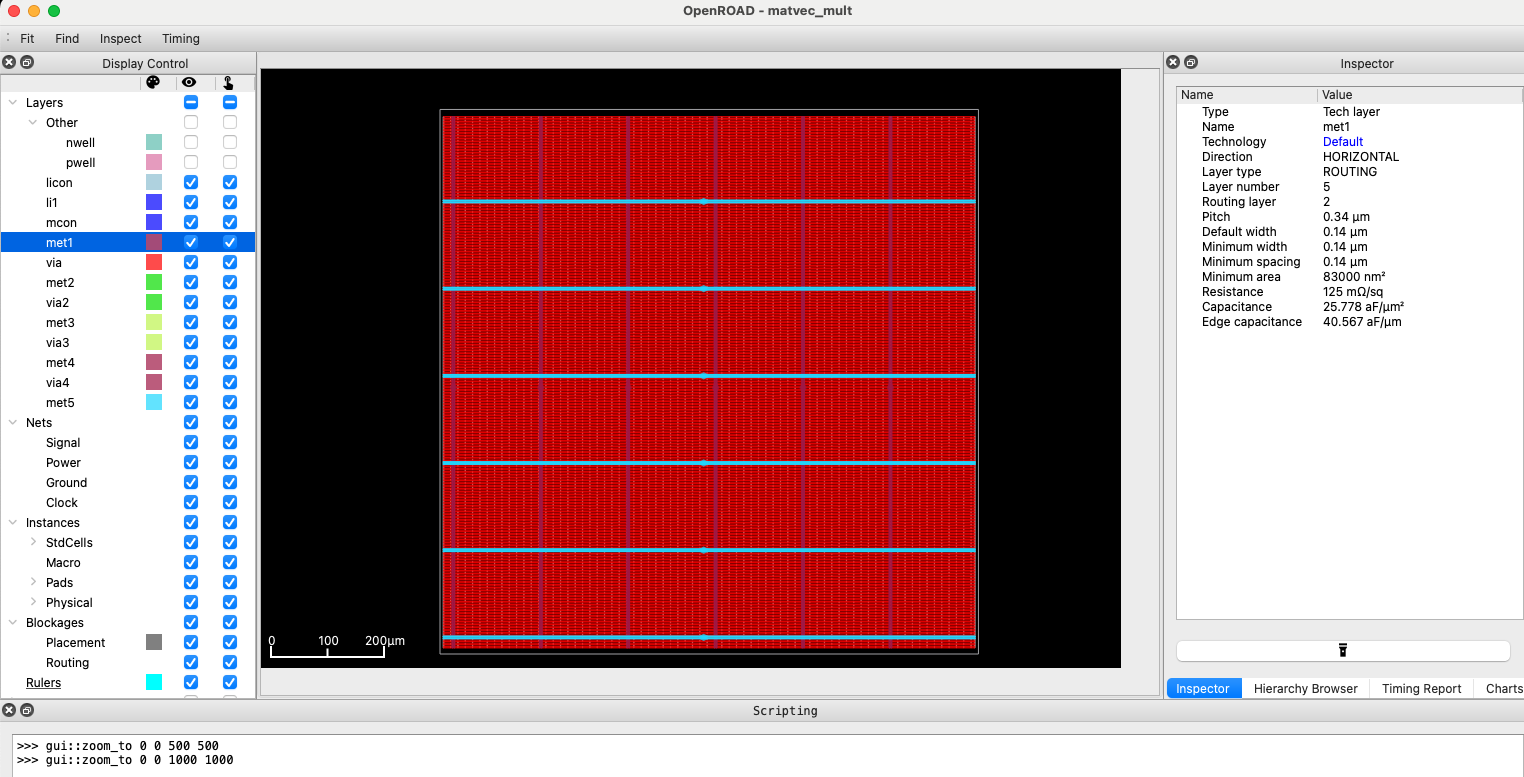 OpenROAD - matvec_mult
Fit Find Inspect Timing
Display Control
Layers
Other
nwell
pwell
licon
li1
mcon
met1
via
met2
via2
met3
via3
met4
via4
met5
Nets
Signal
Power
Ground
Clock
Instances
StdCells
Macro
Pads
Physical
Blockages
Placement
Routing
Rulers
0 100 200μm
Inspector
Name Value
Type Tech layer
Name met1
Technology Default
Direction HORIZONTAL
Layer type ROUTING
Layer number 5
Routing layer 2
Pitch 0.34 μm
Default width 0.14 μm
Minimum width 0.14 μm
Minimum spacing 0.14 μm
Minimum area 83000 nm²
Resistance 125 mΩ/sq
Capacitance 25.778 aF/μm²
Edge capacitance 40.567 aF/μm
Inspector Hierarchy Browser Timing Report Charts
Scripting
>>> gui::zoom_to 0 0 500 500
>>> gui::zoom_to 0 0 1000 1000